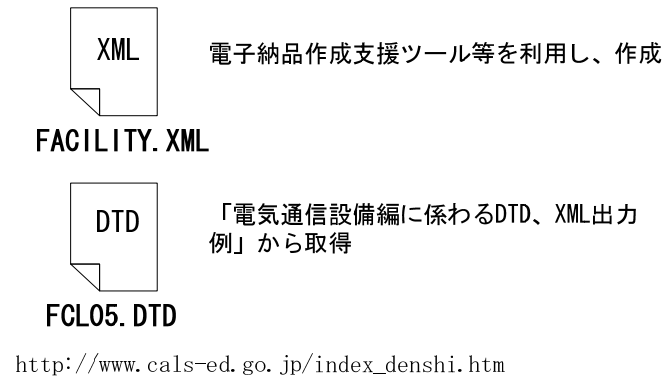 XML
電子納品作成支援ツール等を利用し、作成
FACILITY.XML
DTD
「電気通信設備編に係わるDTD、XML出力
例」から取得
FCL05.DTD
http://www.cals-ed.go.jp/index_denshi.htm